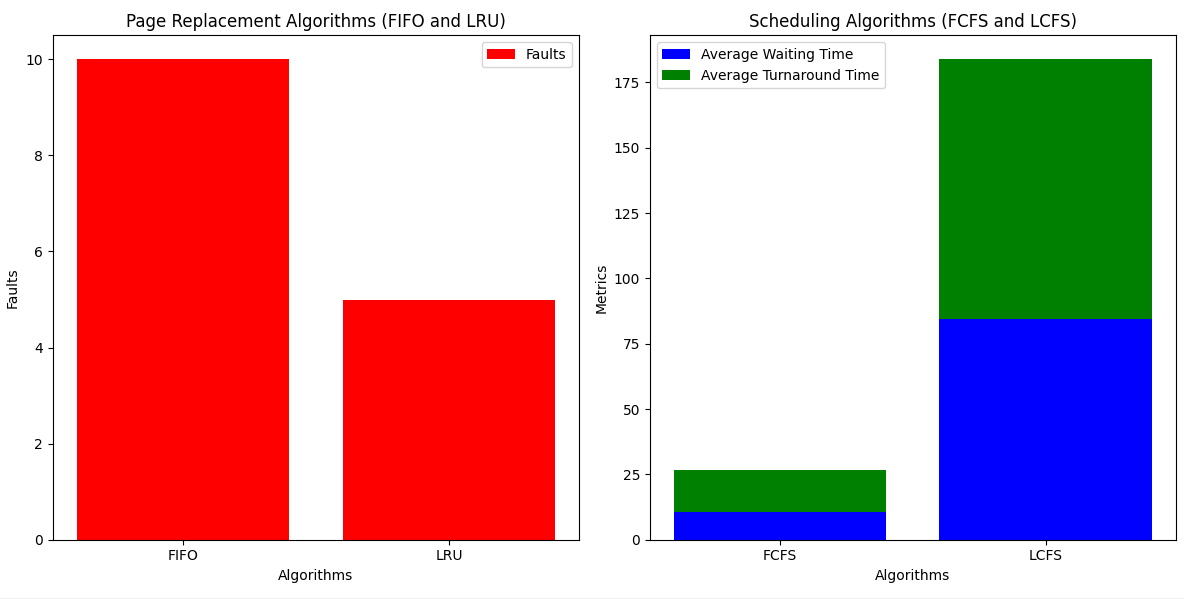 Page Replacement Algorithms (FIFO and LRU)
Faults
10
8
6
4
2
0
Faults
FIFO
LRU
Algorithms
Scheduling Algorithms (FCFS and LCFS)
Average Waiting Time
Average Turnaround Time
175
150
125
100
75
50
25
0
Metrics
FCFS
LCFS
Algorithms